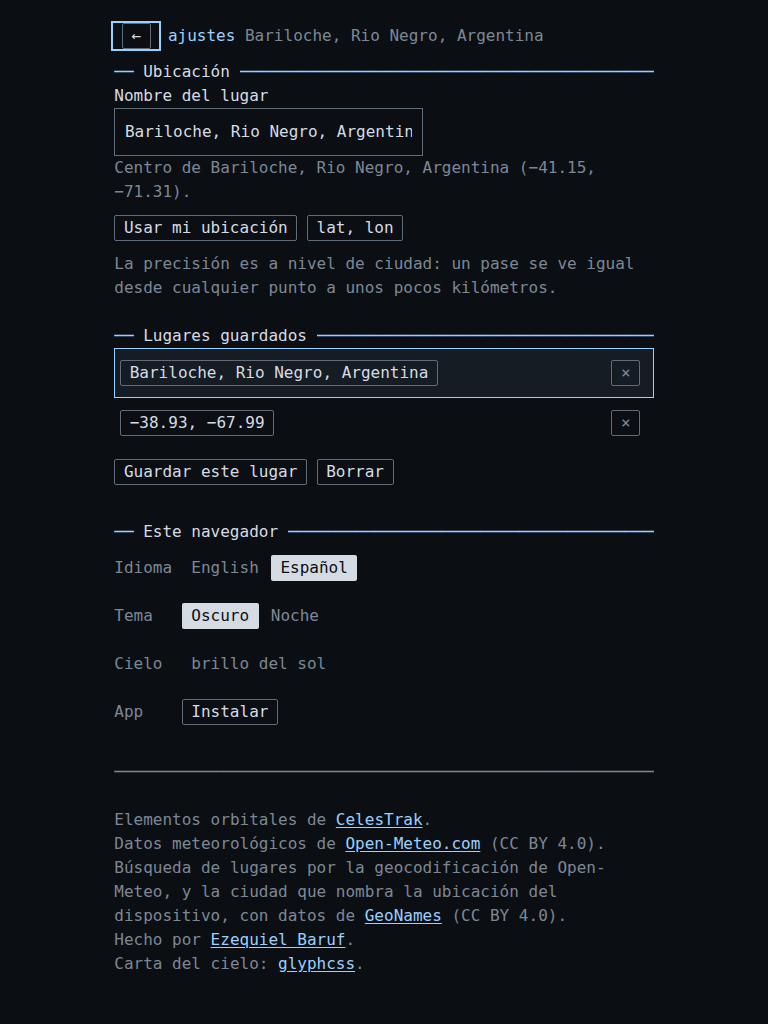 ← ajustes Bariloche, Rio Negro, Argentina
Ubicación
Nombre del lugar
Bariloche, Rio Negro, Argentin
Centro de Bariloche, Rio Negro, Argentina (−41.15,
−71.31).
Usar mi ubicación lat, lon
La precisión es a nivel de ciudad: un pase se ve igual
desde cualquier punto a unos pocos kilómetros.
Lugares guardados
Bariloche, Rio Negro, Argentina ×
−38.93, −67.99 ×
Guardar este lugar Borrar
Este navegador
Idioma English Español
Tema Oscuro Noche
Cielo brillo del sol
App Instalar
Elementos orbitales de CelesTrak.
Datos meteorológicos de Open-Meteo.com (CC BY 4.0).
Búsqueda de lugares por la geocodificación de Open-
Meteo, y la ciudad que nombra la ubicación del
dispositivo, con datos de GeoNames (CC BY 4.0).
Hecho por Ezequiel Baruf.
Carta del cielo: glyphcss.